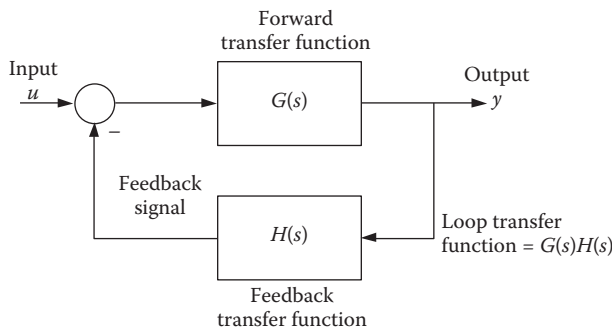 Forward
transfer function
Input
u
G(s)
Output
y
–
Feedback
signal
H(s)
Loop transfer
function = G(s)H(s)
Feedback
transfer function